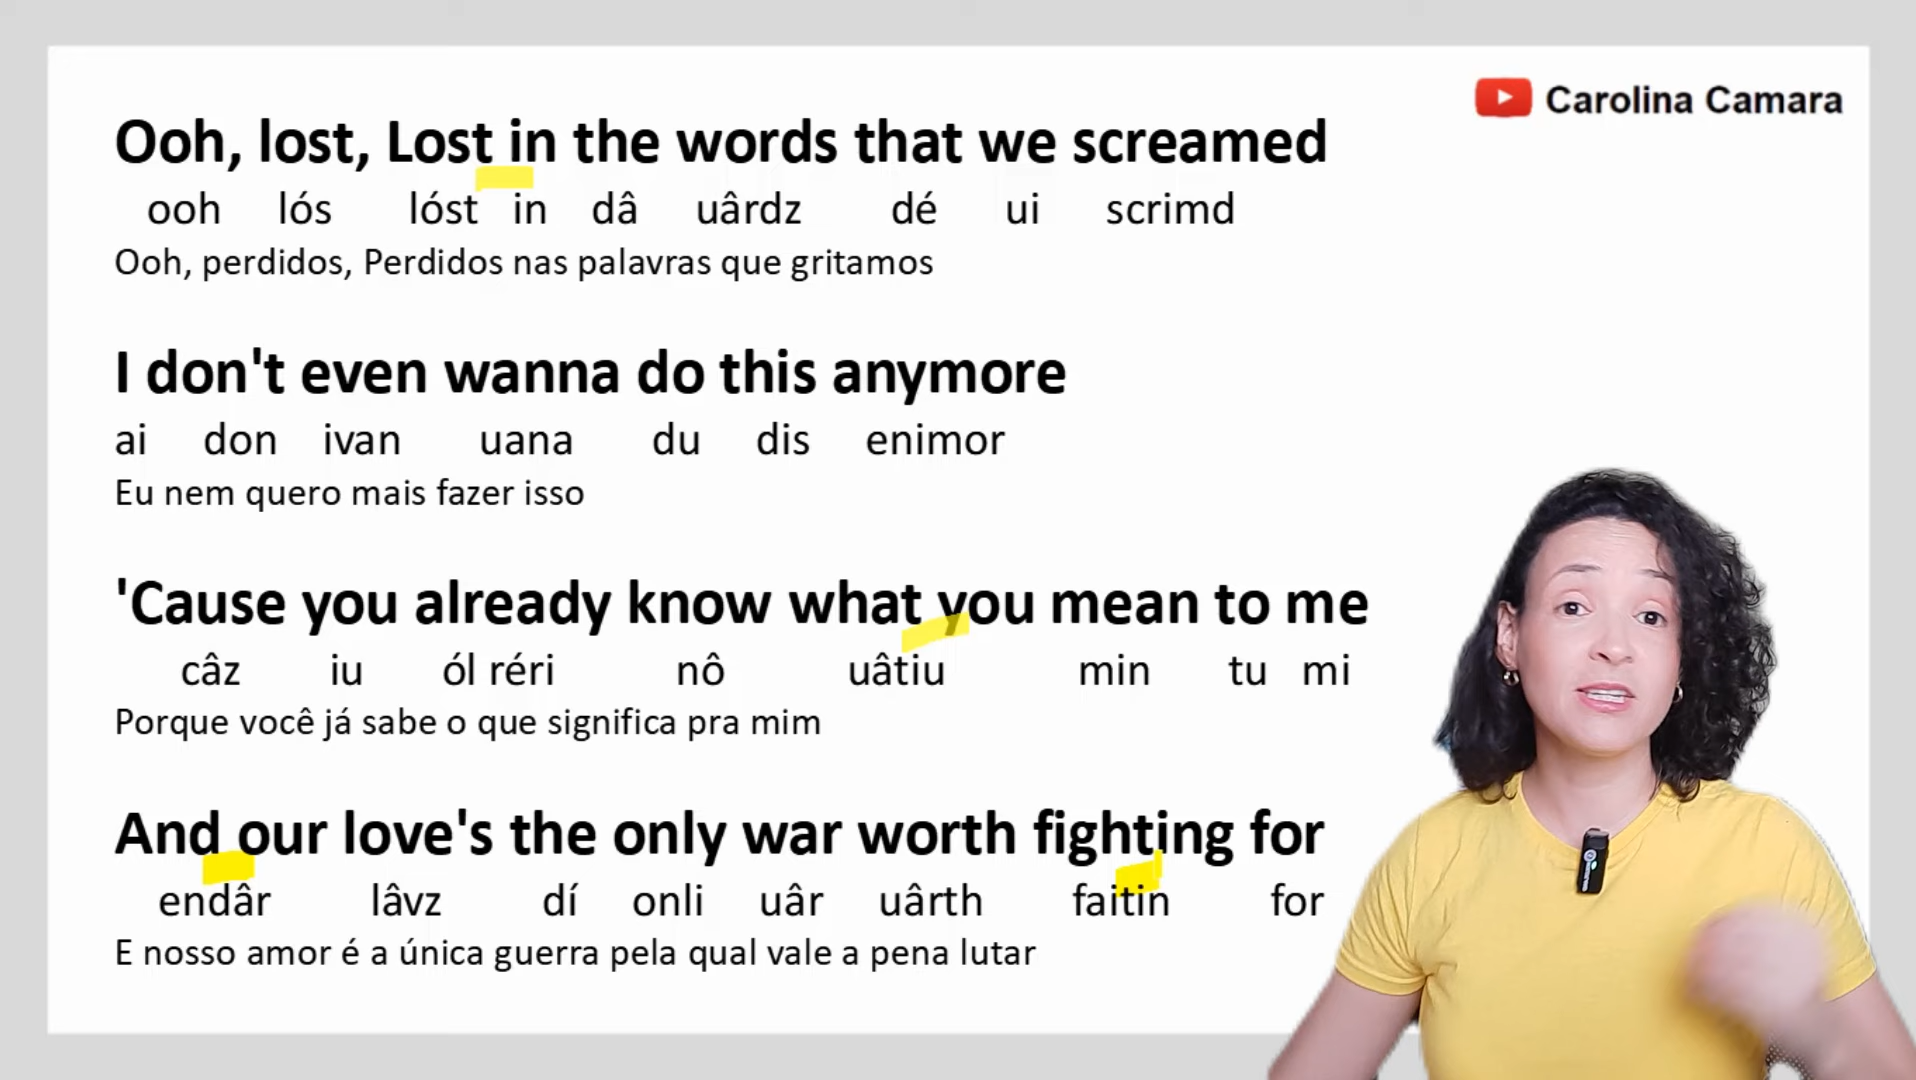 Carolina Camara
Ooh, lost, Lost in the words that we screamed
ooh lós lóst in dâ uârdz dé ui scrimd
Ooh, perdidos, Perdidos nas palavras que gritamos
I don't even wanna do this anymore
ai don ivan uana du dis enimor
Eu nem quero mais fazer isso
'Cause you already know what you mean to me
câz iu ól réri nô uâtiu min tu mi
Porque você já sabe o que significa pra mim
And our love's the only war worth fighting for
endâr lâvz dí onli uâr uârth faitin for
E nosso amor é a única guerra pela qual vale a pena lutar